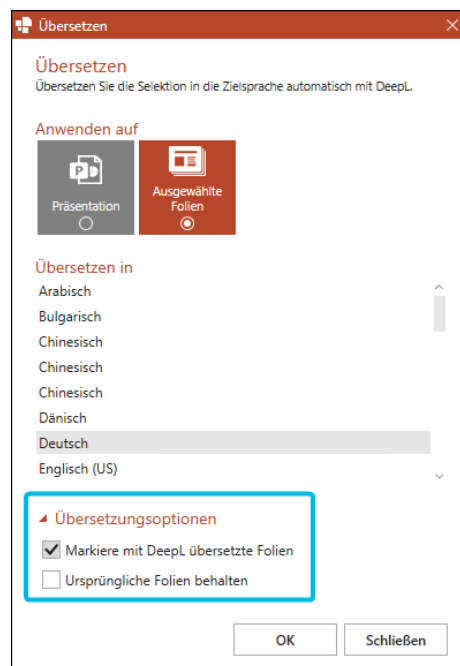 Übersetzen
Übersetzen
Übersetzen Sie die Selektion in die Zielsprache automatisch mit DeepL.
Anwenden auf
Präsentation
Ausgewählte
Folien
Übersetzen in
Arabisch
Bulgarisch
Chinesisch
Chinesisch
Chinesisch
Dänisch
Deutsch
Englisch (US)
Übersetzungsoptionen
Markiere mit DeepL übersetzte Folien
Ursprüngliche Folien behalten
OK Schließen